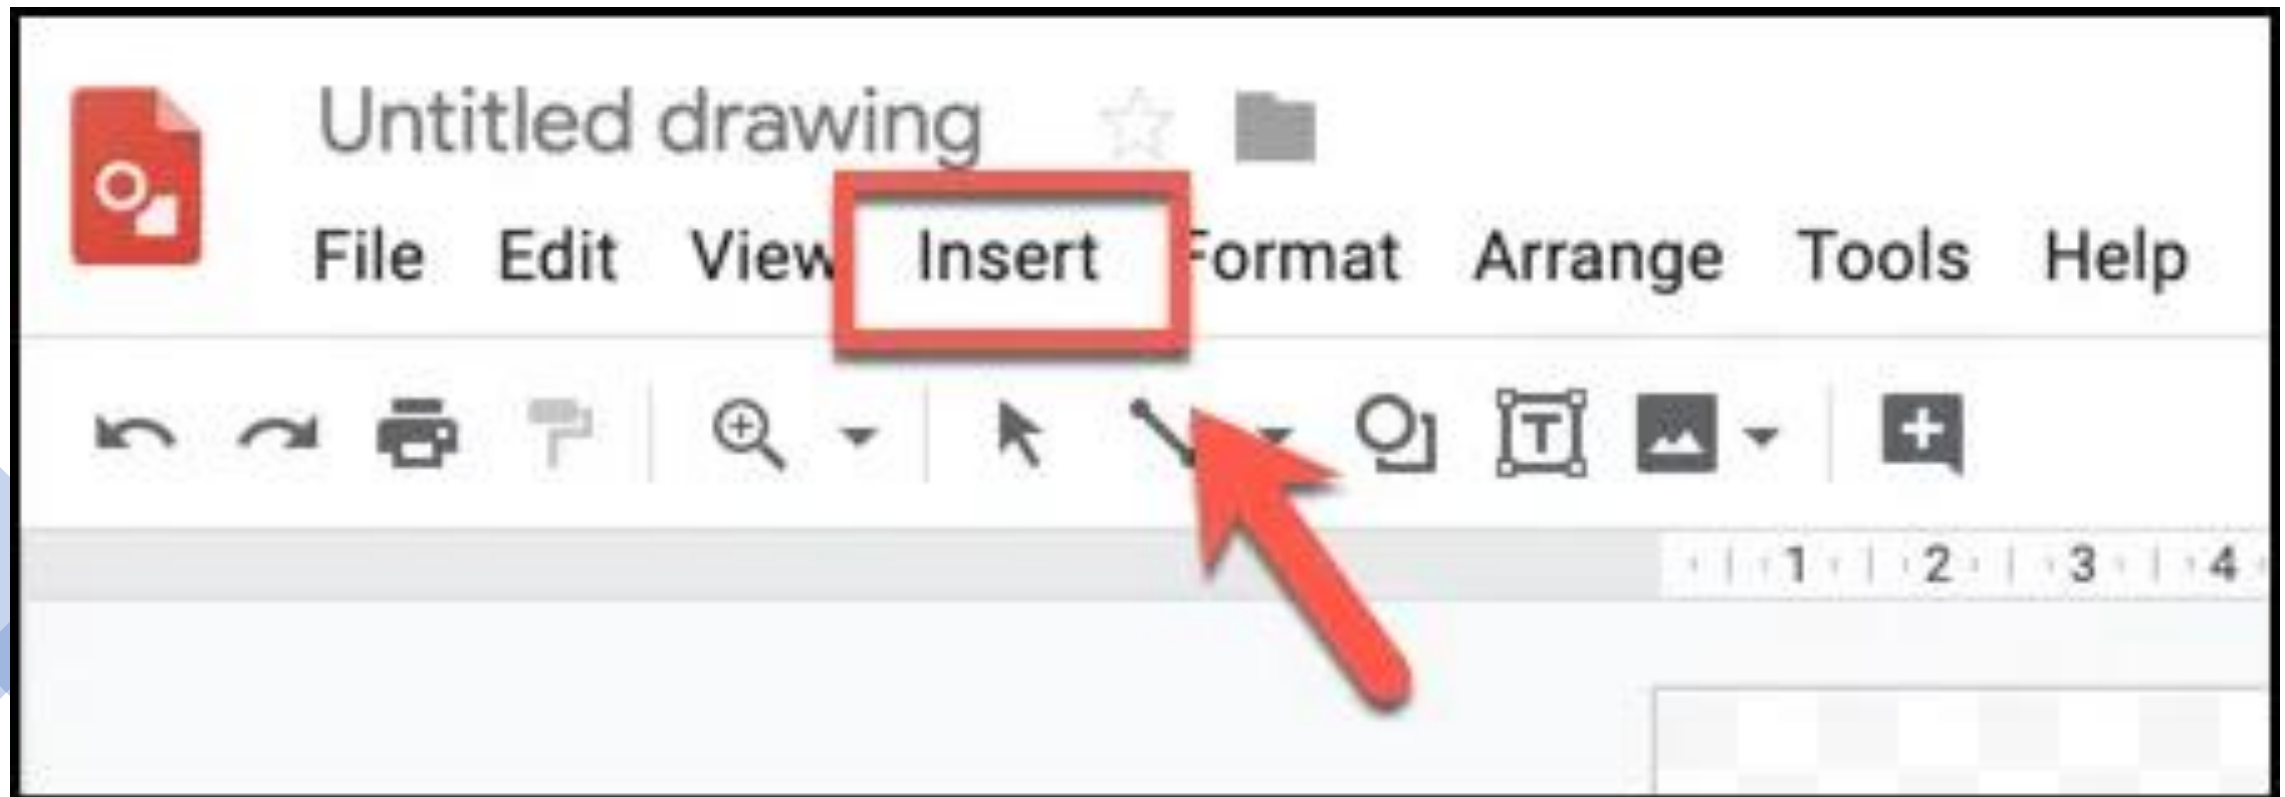 Untitled drawing
File Edit View Insert Format Arrange Tools Help
T
1 2 3 4